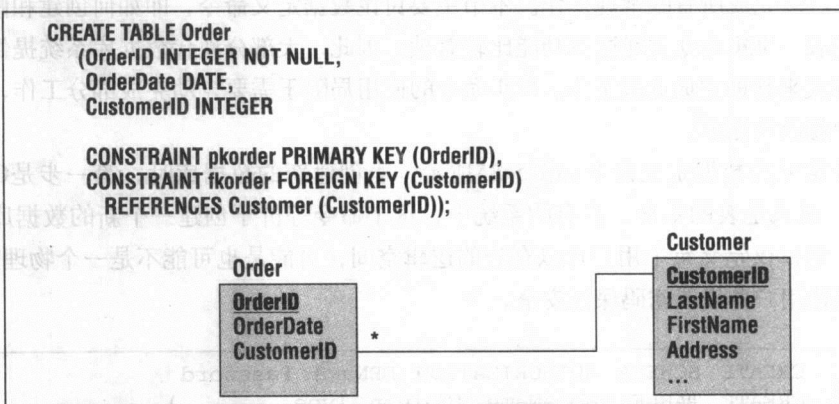 CREATE TABLE Order
(OrderID INTEGER NOT NULL,
OrderDate DATE,
CustomerID INTEGER
CONSTRAINT pkorder PRIMARY KEY (OrderID),
CONSTRAINT fkorder FOREIGN KEY (CustomerID)
REFERENCES Customer (CustomerID));
Order
OrderID
OrderDate
CustomerID
*
Customer
CustomerID
LastName
FirstName
Address
...